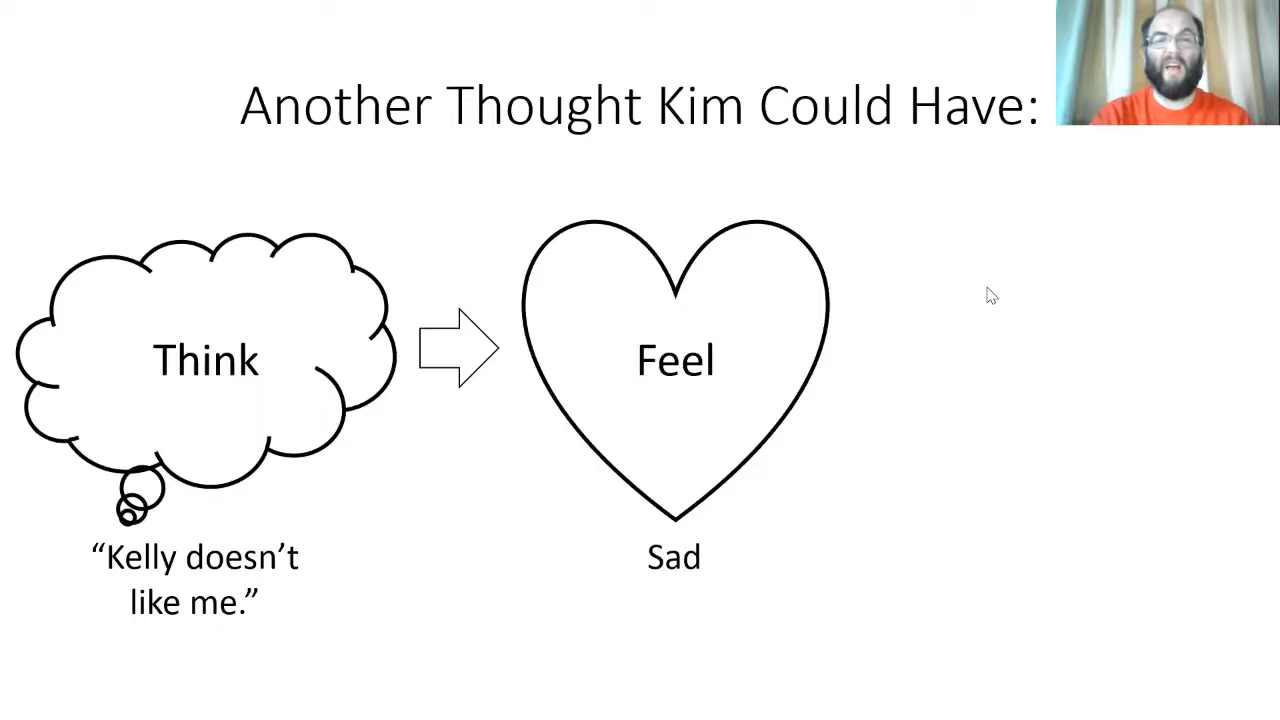 Another Thought Kim Could Have:
Think
Feel
“Kelly doesn’t
like me.”
Sad